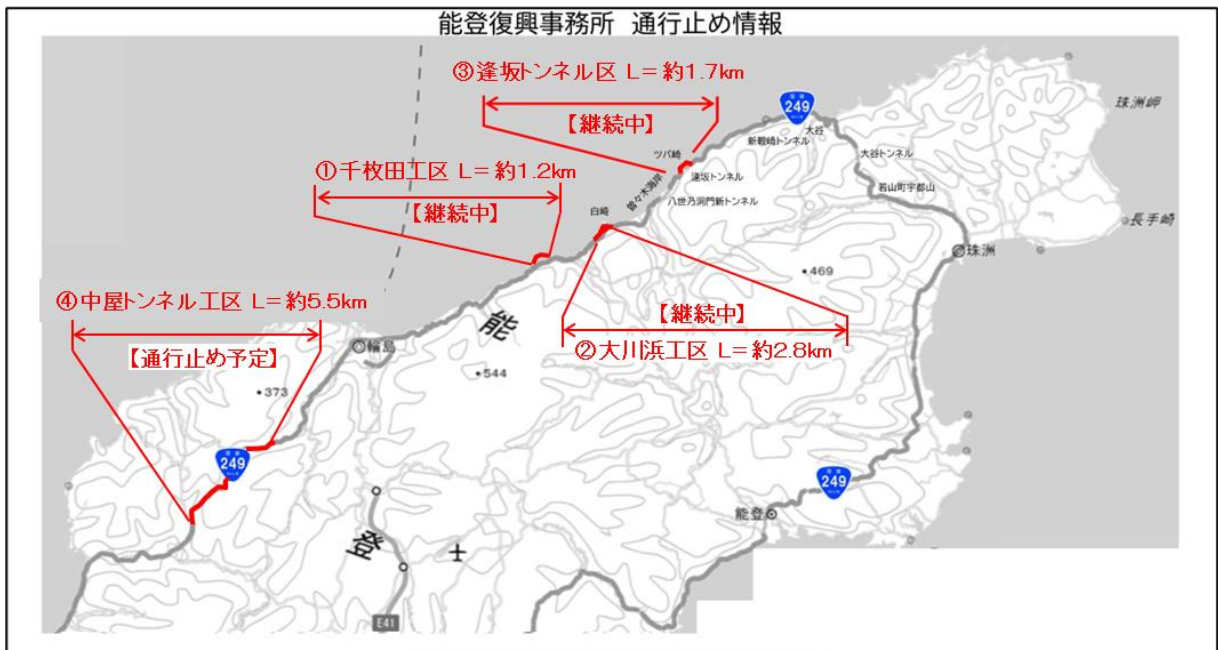 能登復興事務所 通行止め情報
③逢坂トンネル区 L=約1.7km
【継続中】
249
珠洲岬
大谷
新観崎トンネル
ツバ崎
大谷トンネル
①千枚田工区 L=約1.2km
逢坂トンネル
【継続中】
曽々木海岸
八世乃洞門新トンネル
若山町宇都山
白崎
長手崎
珠洲
469
④中屋トンネル工区 L=約5.5km
【継続中】
能
輪島
②大川浜工区 L=約2.8km
【通行止め予定】
544
373
249
249
能登
登
E41